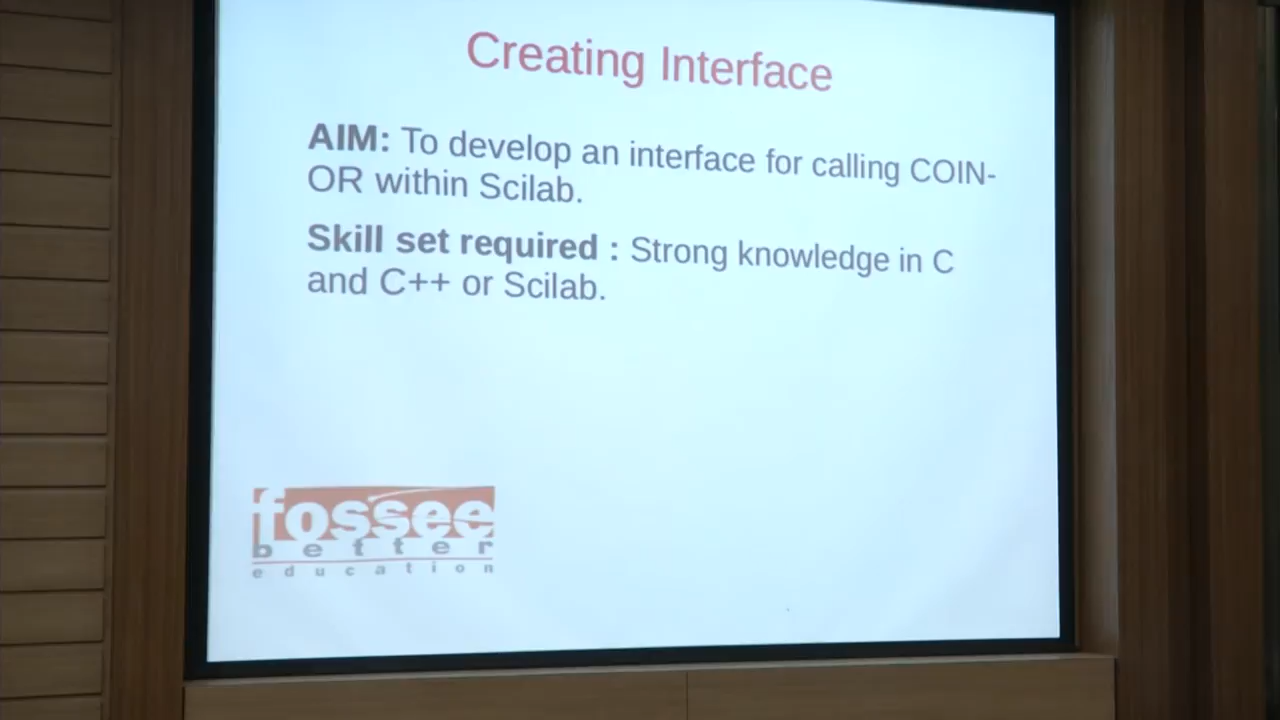 Creating Interface
AIM: To develop an interface for calling COIN-
OR within Scilab.
Skill set required : Strong knowledge in C
and C++ or Scilab.
fossee
better
education